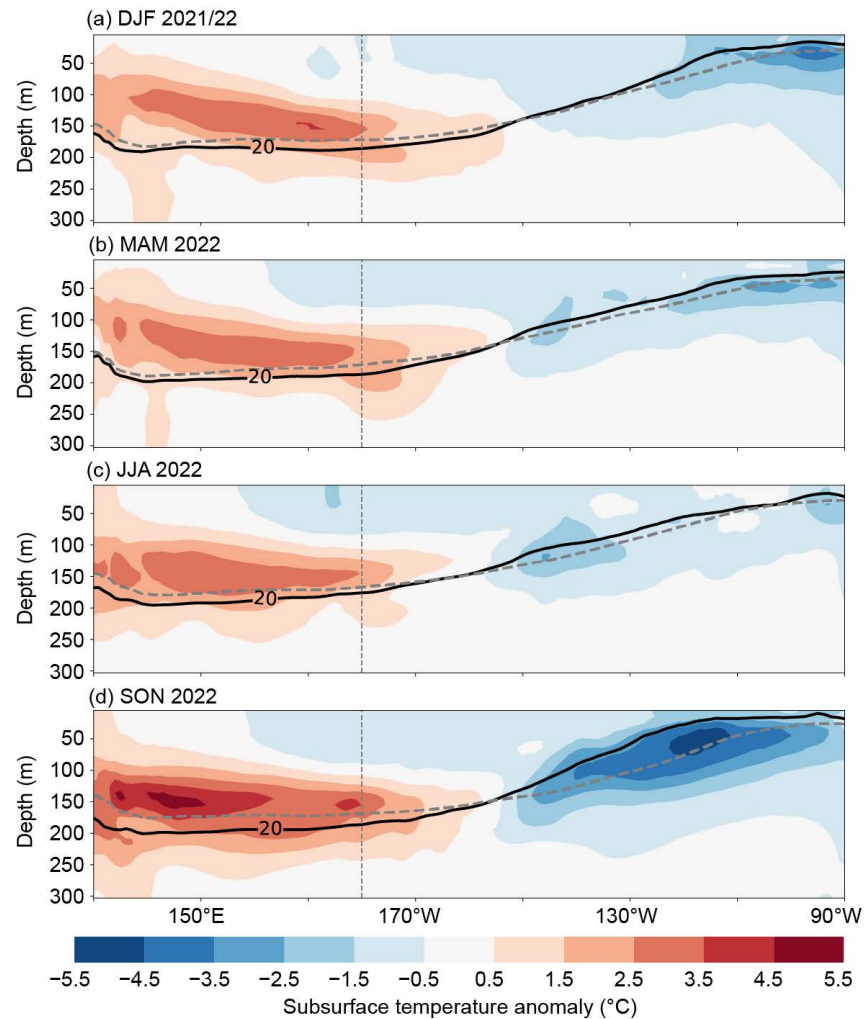 (a) DJF 2021/22
50
100
150
200
250
300
Depth (m)
20
(b) MAM 2022
50
100
150
200
250
300
Depth (m)
20
(c) JJA 2022
50
100
150
200
250
300
Depth (m)
20
(d) SON 2022
50
100
150
200
250
300
Depth (m)
20
150°E 170°W 130°W 90°W
−5.5 −4.5 −3.5 −2.5 −1.5 −0.5 0.5 1.5 2.5 3.5 4.5 5.5
Subsurface temperature anomaly (°C)